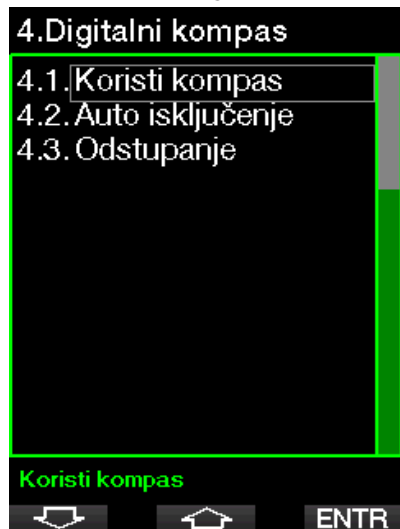 4.Digitalni kompas
4.1.Koristi kompas
4.2.Auto isključenje
4.3.Odstupanje
Koristi kompas
ENTR